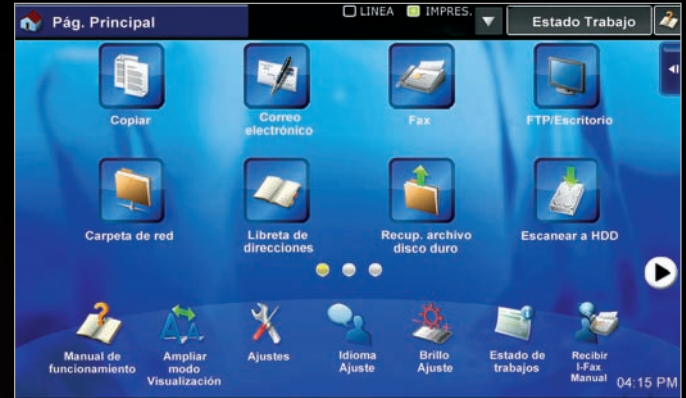 Pág. Principal
LINEA
IMPRES.
Estado Trabajo
Copiar
Correo
electrónico
Fax
FTP/Escritorio
Carpeta de red
Libreta de
direcciones
Recup. archivo
disco duro
Escanear a HDD
Manual de
funcionamiento
Ampliar
modo
Visualización
Ajustes
Idioma
Ajuste
Brillo
Ajuste
Estado de
trabajos
Recibir
I-Fax
Manual
04:15 PM